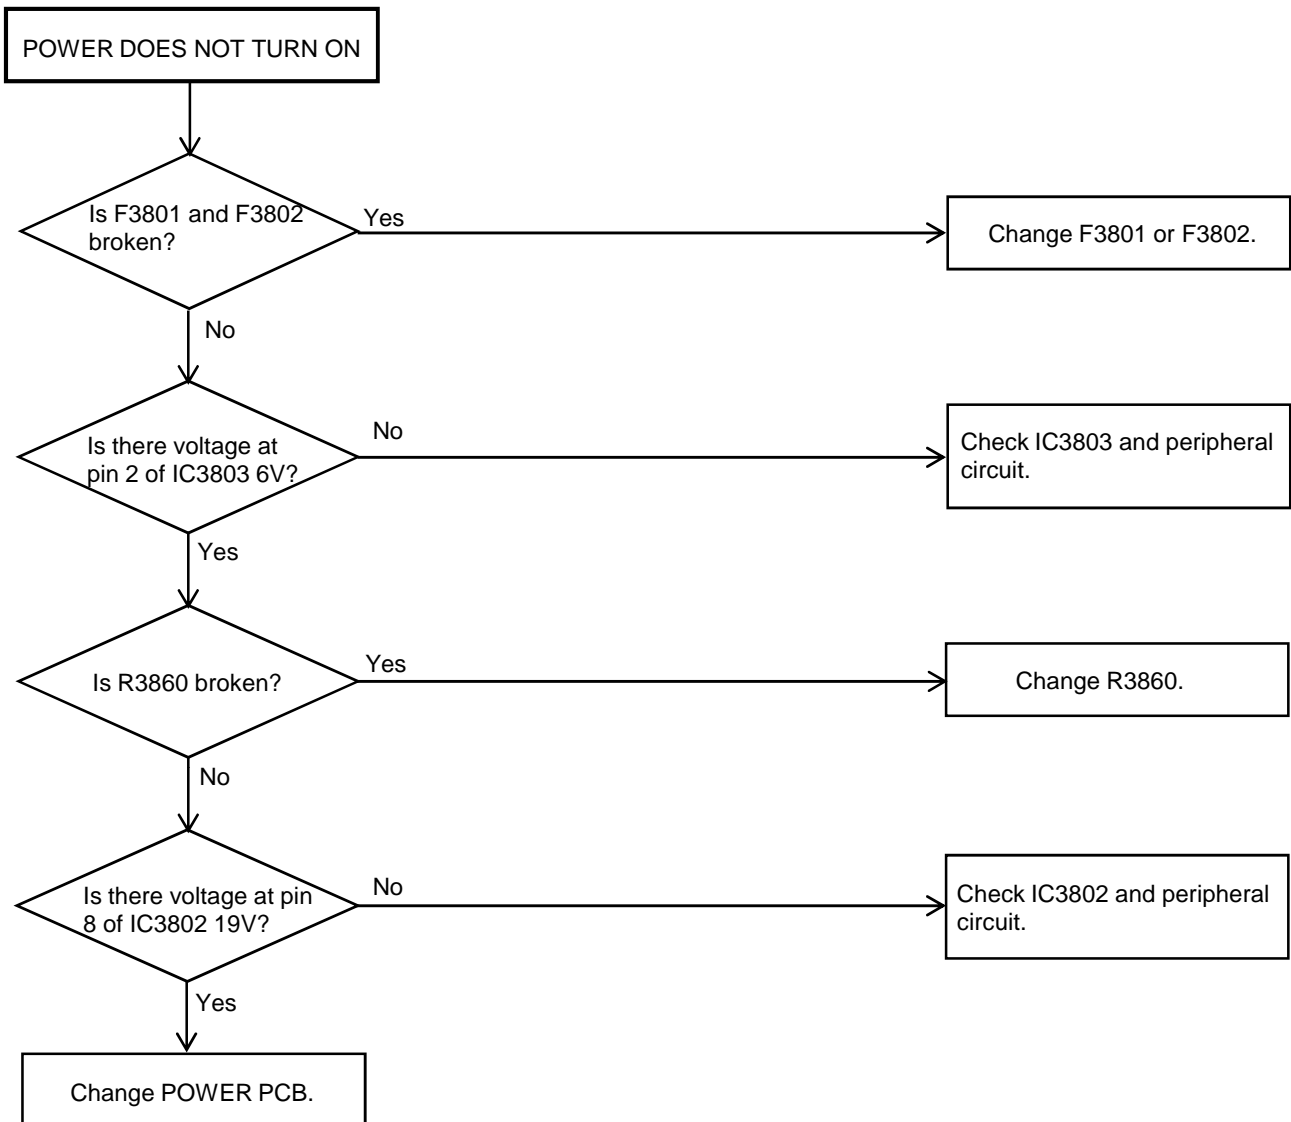 POWER DOES NOT TURN ON
Is F3801 and F3802
broken?
Yes
Change F3801 or F3802.
No
Is there voltage at
pin 2 of IC3803 6V?
No
Check IC3803 and peripheral
circuit.
Yes
Is R3860 broken?
Yes
Change R3860.
No
Is there voltage at pin
8 of IC3802 19V?
No
Check IC3802 and peripheral
circuit.
Yes
Change POWER PCB.